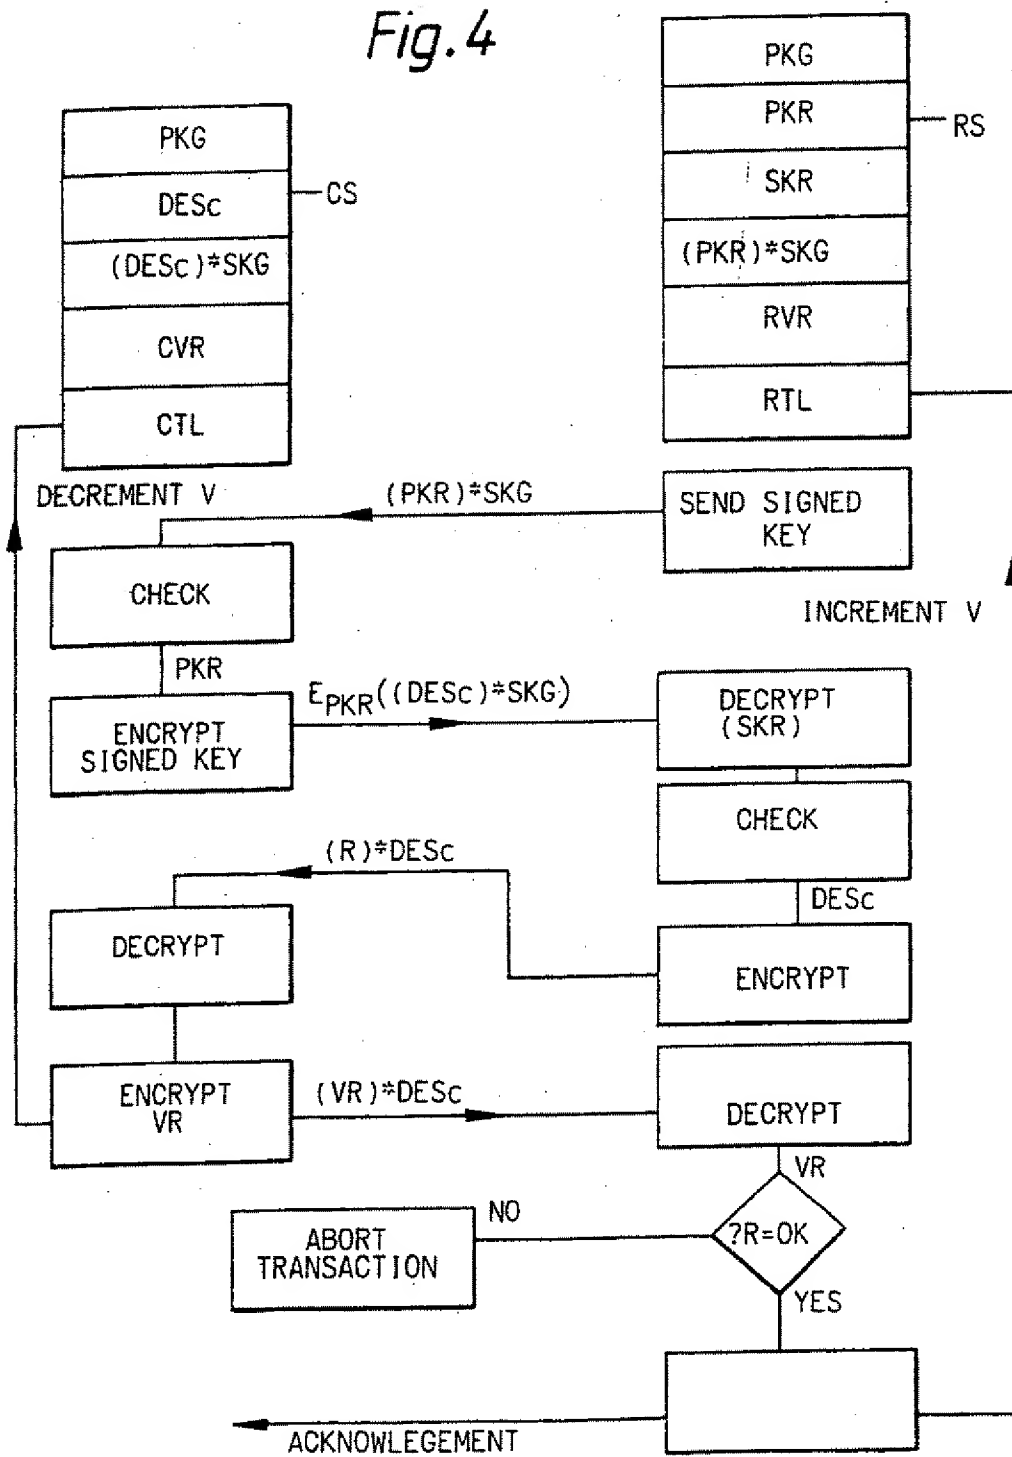 Fig.4
PKG
DESc
(DESc)*SKG
CVR
CTL
CS
PKG
PKR
SKR
(PKR)*SKG
RVR
RTL
RS
DECREMENT V
(PKR)*SKG
SEND SIGNED
KEY
CHECK
INCREMENT V
PKR
ENCRYPT
SIGNED KEY
EPKR((DESc)*SKG)
DECRYPT
(SKR)
CHECK
(R)*DESc
DESc
DECRYPT
ENCRYPT
ENCRYPT
VR
(VR)*DESc
DECRYPT
VR
NO
?R=OK
ABORT
TRANSACTION
YES
ACKNOWLEGEMENT